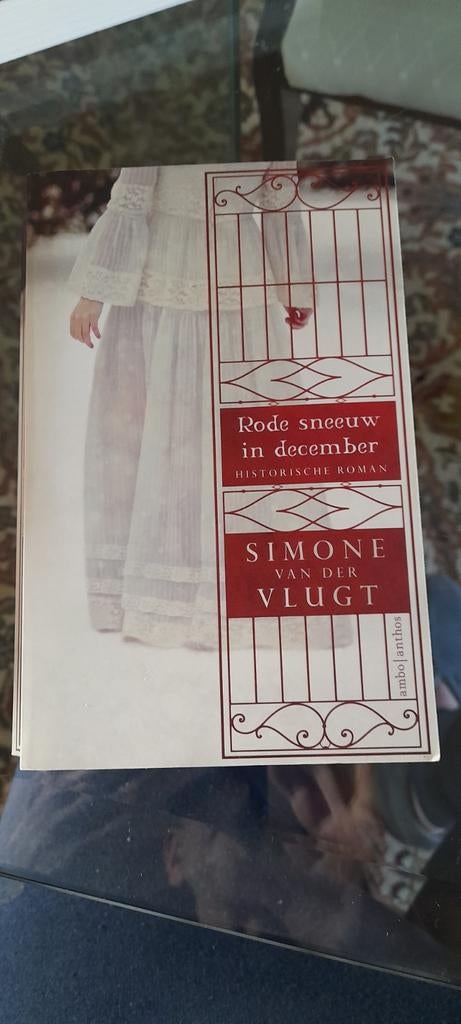 Rode sneeuw
in december
HISTORISCHE ROMAN
SIMONE
VAN DER
VLUGT
ambo|anthos